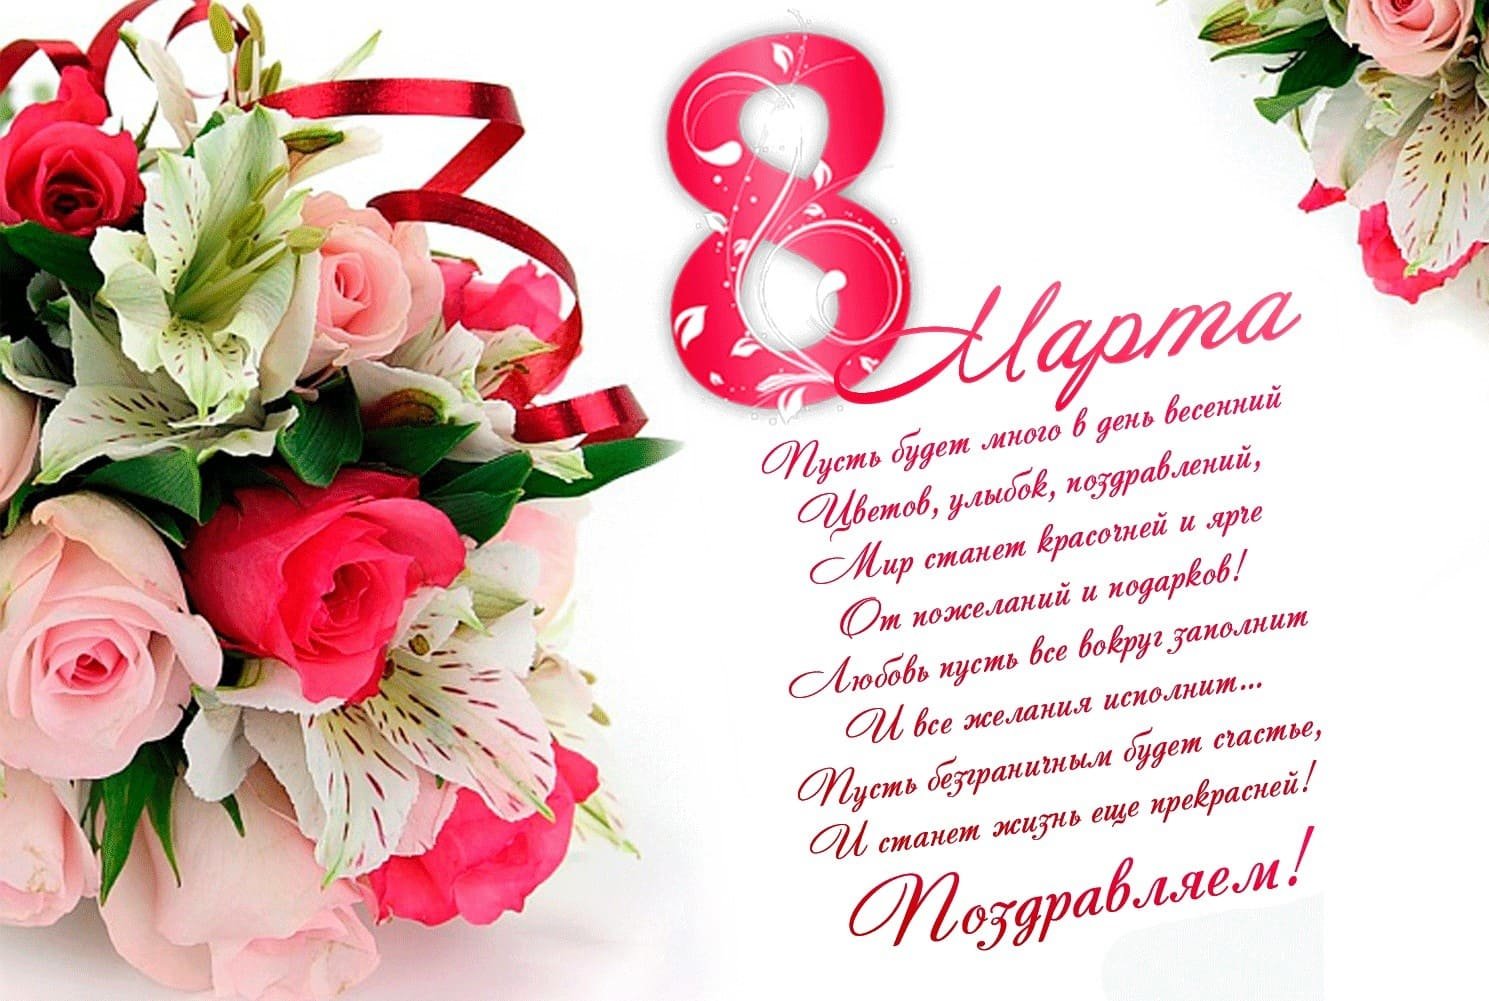 8 Марта
Пусть будет много в день весенний
Цветов, улыбок, поздравлений,
Мир станет красочней и ярче
От пожеланий и подарков!
Любовь пусть все вокруг заполнит
И все желания исполнит...
Пусть безграничным будет счастье,
И станет жизнь еще прекрасней!
Поздравляем!